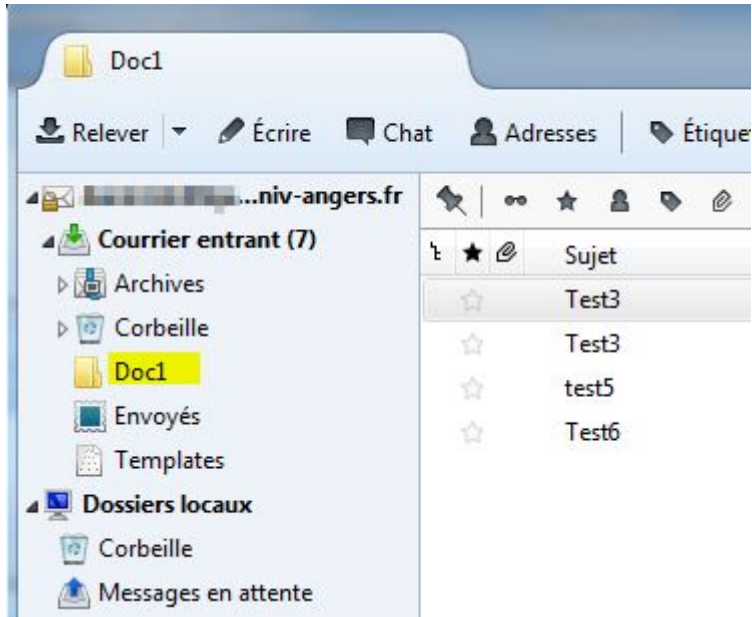 Doc1
Relever Écrire Chat Adresses Étiquet
...niv-angers.fr
Courrier entrant (7)
Archives
Corbeille
Doc1
Envoyés
Templates
Dossiers locaux
Corbeille
Messages en attente
Sujet
Test3
Test3
test5
Test6